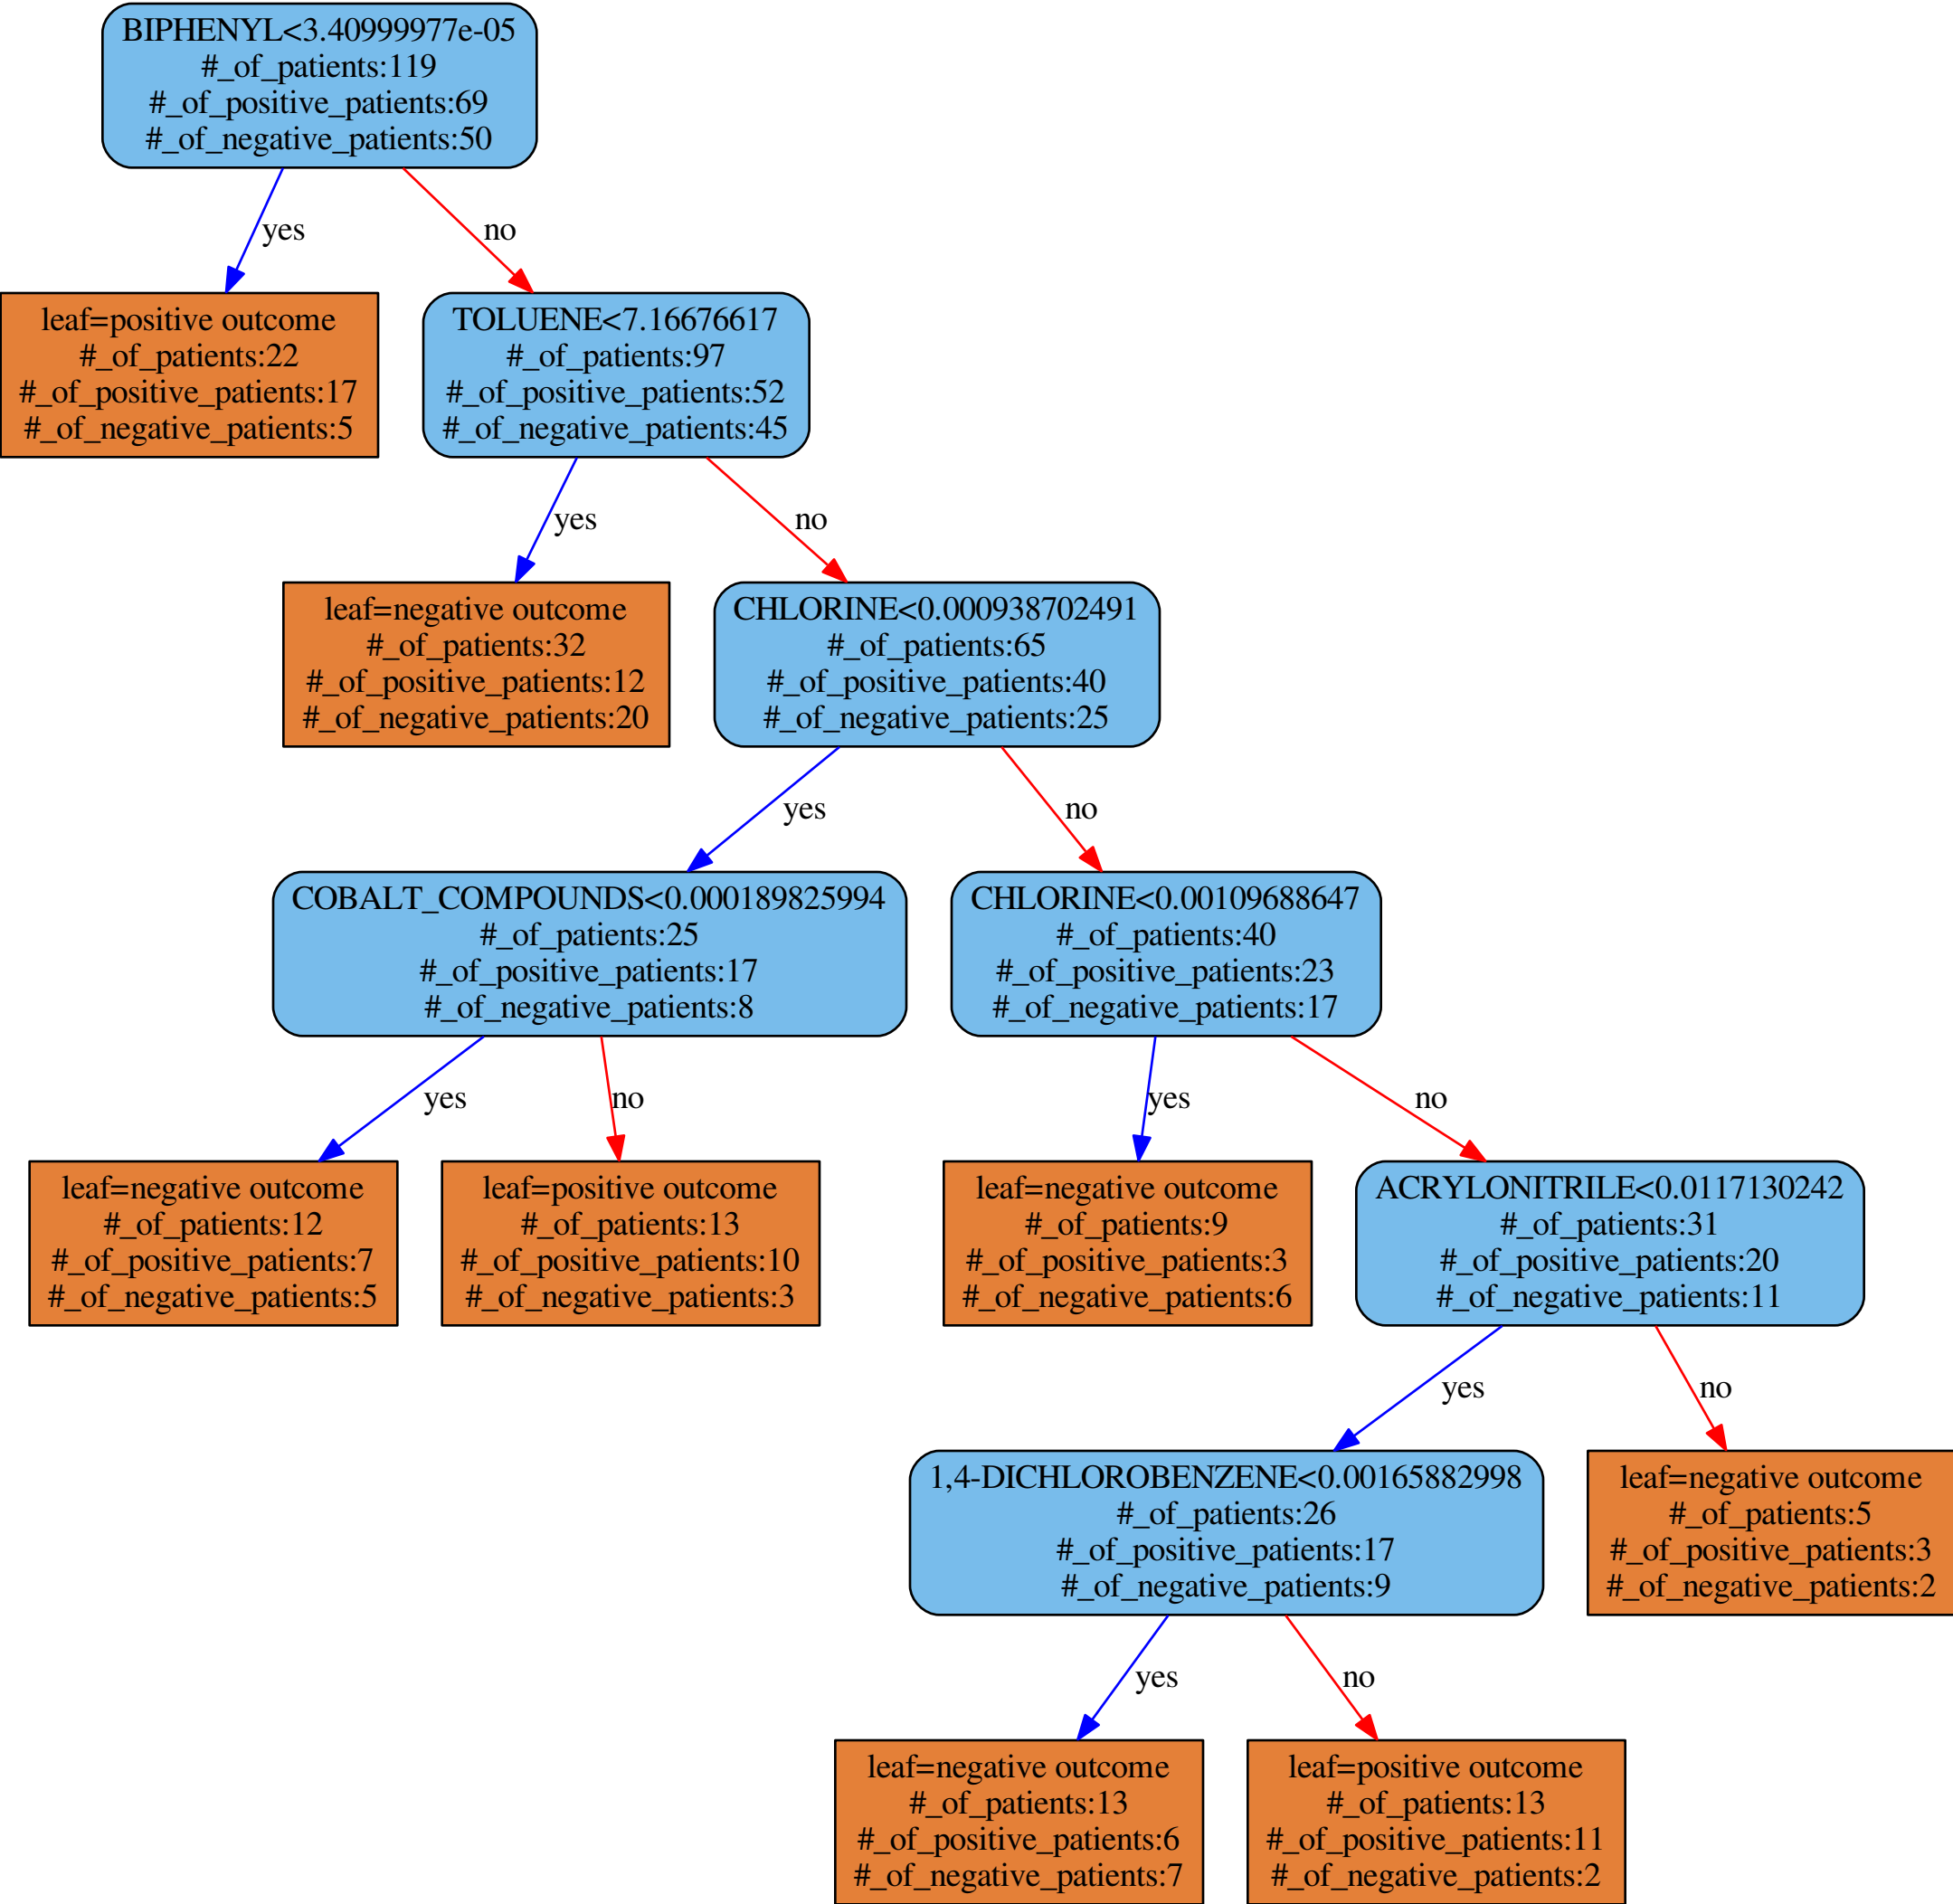 BIPHENYL<3.40999977e-05
#_of_patients:119
#_of_positive_patients:69
#_of_negative_patients:50
yes
no
leaf=positive outcome
#_of_patients:22
#_of_positive_patients:17
#_of_negative_patients:5
TOLUENE<7.16676617
#_of_patients:97
#_of_positive_patients:52
#_of_negative_patients:45
yes
no
leaf=negative outcome
#_of_patients:32
#_of_positive_patients:12
#_of_negative_patients:20
CHLORINE<0.000938702491
#_of_patients:65
#_of_positive_patients:40
#_of_negative_patients:25
yes
no
COBALT_COMPOUNDS<0.000189825994
#_of_patients:25
#_of_positive_patients:17
#_of_negative_patients:8
CHLORINE<0.00109688647
#_of_patients:40
#_of_positive_patients:23
#_of_negative_patients:17
yes
no
yes
no
leaf=negative outcome
#_of_patients:12
#_of_positive_patients:7
#_of_negative_patients:5
leaf=positive outcome
#_of_patients:13
#_of_positive_patients:10
#_of_negative_patients:3
leaf=negative outcome
#_of_patients:9
#_of_positive_patients:3
#_of_negative_patients:6
ACRYLONITRILE<0.0117130242
#_of_patients:31
#_of_positive_patients:20
#_of_negative_patients:11
yes
no
1,4-DICHLOROBENZENE<0.00165882998
#_of_patients:26
#_of_positive_patients:17
#_of_negative_patients:9
leaf=negative outcome
#_of_patients:5
#_of_positive_patients:3
#_of_negative_patients:2
yes
no
leaf=negative outcome
#_of_patients:13
#_of_positive_patients:6
#_of_negative_patients:7
leaf=positive outcome
#_of_patients:13
#_of_positive_patients:11
#_of_negative_patients:2